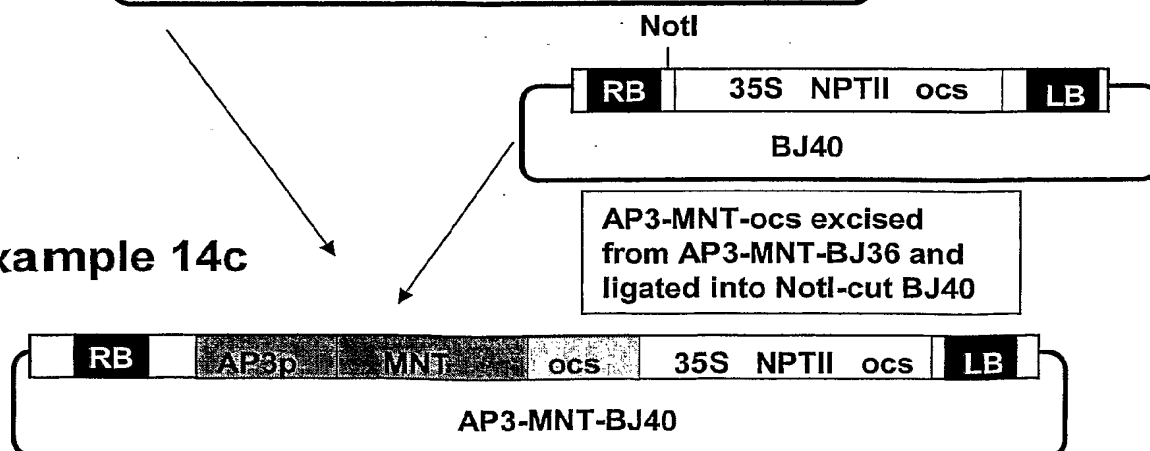 NotI
RB 35S NPTII ocs LB
BJ40
AP3-MNT-ocs excised
from AP3-MNT-BJ36 and
ligated into NotI-cut BJ40
xample 14c
RB AP3p MNT ocs 35S NPTII ocs LB
AP3-MNT-BJ40